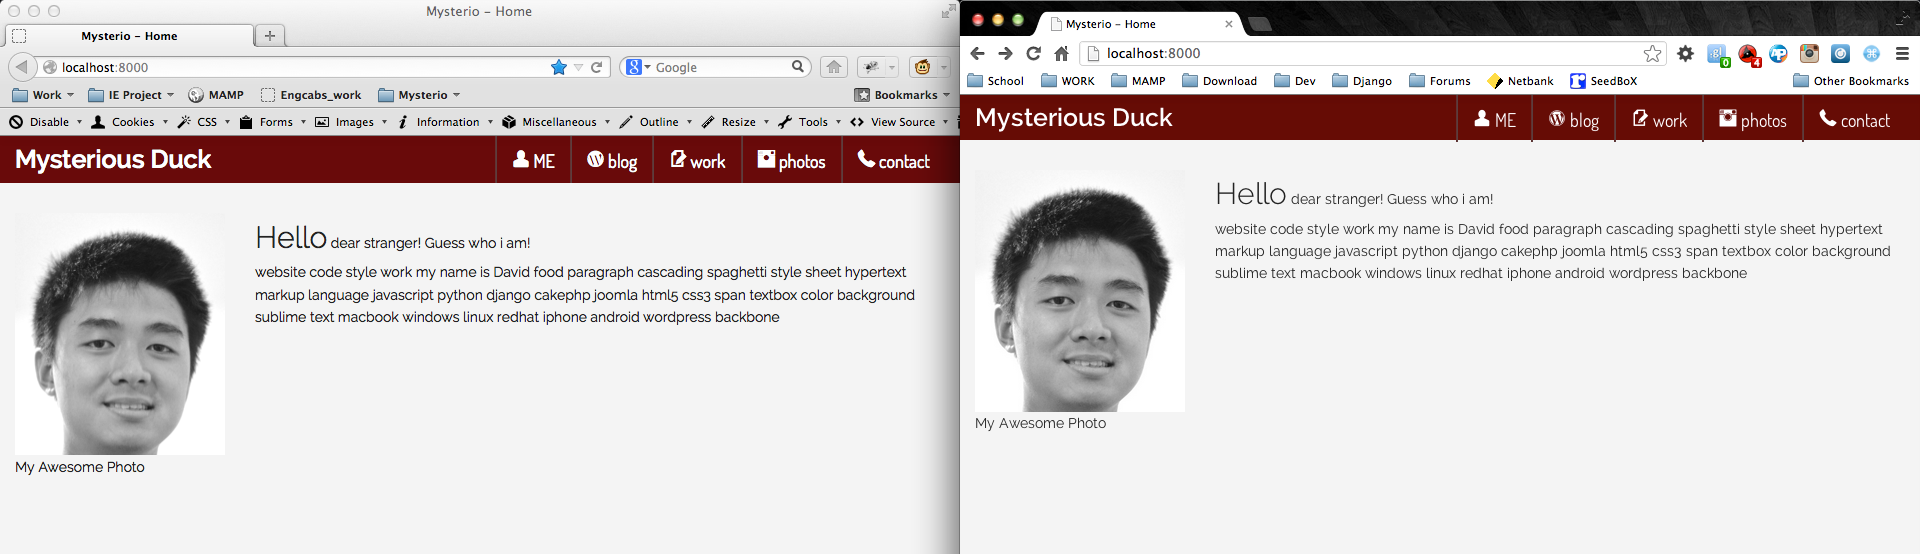 Mysterio – Home
Mysterio – Home
localhost:8000
Google
Work IE Project MAMP Engcabs_work Mysterio Bookmarks
Disable Cookies CSS Forms Images Information Miscellaneous Outline Resize Tools View Source
Mysterious Duck ME blog work photos contact
Hello dear stranger! Guess who i am!
website code style work my name is David food paragraph cascading spaghetti style sheet hypertext
markup language javascript python django cakephp joomla html5 css3 span textbox color background
sublime text macbook windows linux redhat iphone android wordpress backbone
My Awesome Photo
Mysterio – Home
localhost:8000
g+ 0 4
School WORK MAMP Download Dev Django Forums Netbank SeedBoX Other Bookmarks
Mysterious Duck ME blog work photos contact
Hello dear stranger! Guess who i am!
website code style work my name is David food paragraph cascading spaghetti style sheet hypertext
markup language javascript python django cakephp joomla html5 css3 span textbox color background
sublime text macbook windows linux redhat iphone android wordpress backbone
My Awesome Photo